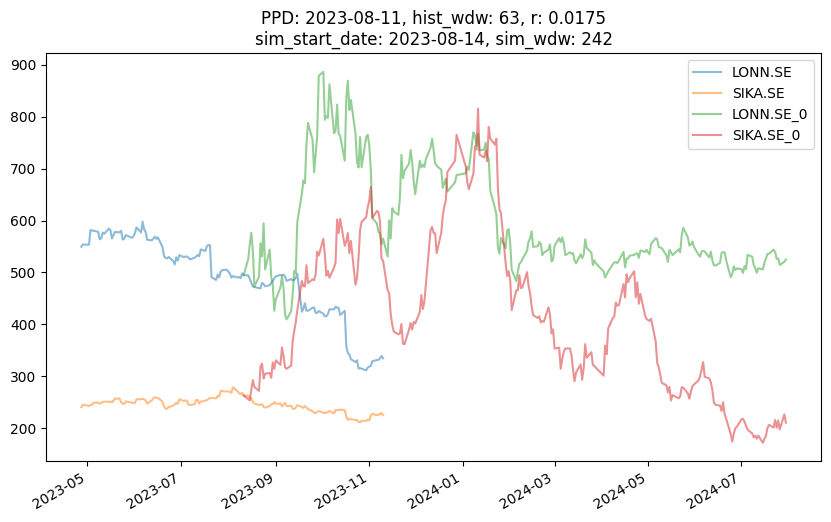 PPD: 2023-08-11, hist_wdw: 63, r: 0.0175
sim_start_date: 2023-08-14, sim_wdw: 242
LONN.SE
SIKA.SE
LONN.SE_0
SIKA.SE_0
900
800
700
600
500
400
300
200
2023-05
2023-07
2023-09
2023-11
2024-01
2024-03
2024-05
2024-07